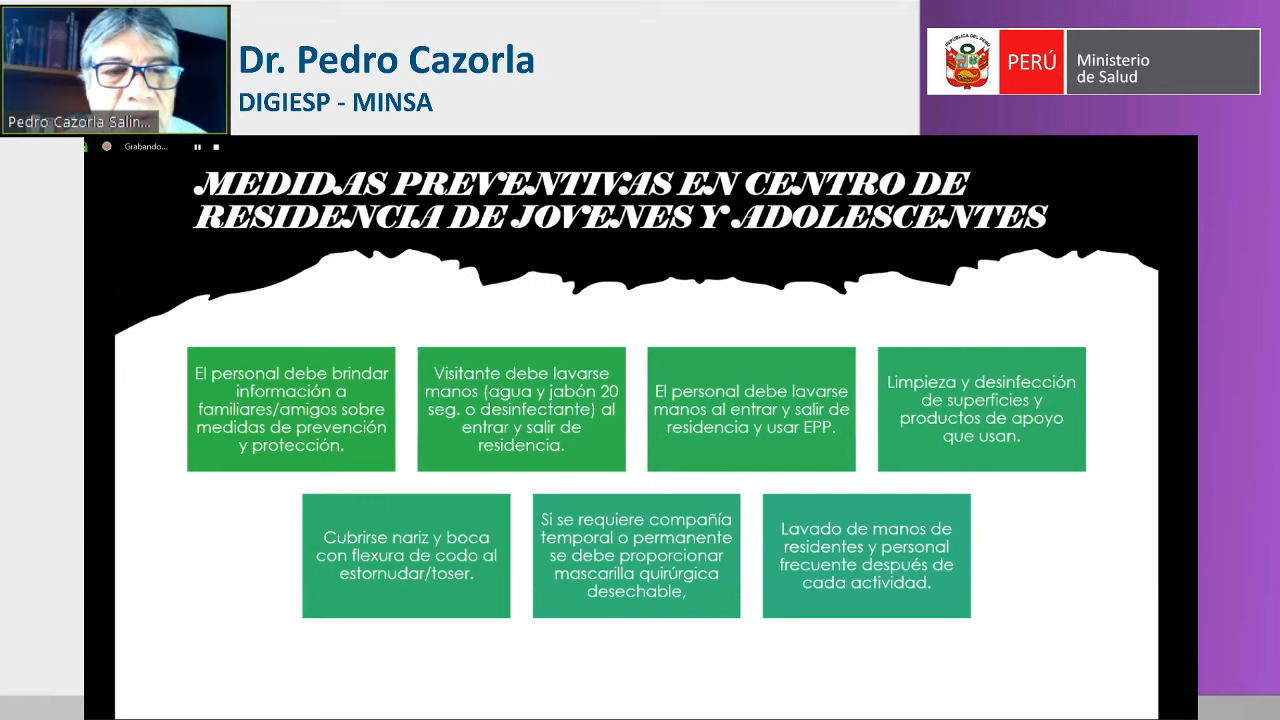 Dr. Pedro Cazorla
DIGIESP - MINSA
PERÚ
Ministerio
de Salud
Pedro Cazorla Salin...
Grabando...
MEDIDAS PREVENTIVAS EN CENTRO DE
RESIDENCIA DE JOVENES Y ADOLESCENTES
El personal debe brindar
información a
familiares/amigos sobre
medidas de prevención
y protección.
Visitante debe lavarse
manos (agua y jabón 20
seg. o desinfectante) al
entrar y salir de
residencia.
El personal debe lavarse
manos al entrar y salir de
residencia y usar EPP.
Limpieza y desinfección
de superficies y
productos de apoyo
que usan.
Cubrirse nariz y boca
con flexura de codo al
estornudar/toser.
Si se requiere compañía
temporal o permanente
se debe proporcionar
mascarilla quirúrgica
desechable,
Lavado de manos de
residentes y personal
frecuente después de
cada actividad.